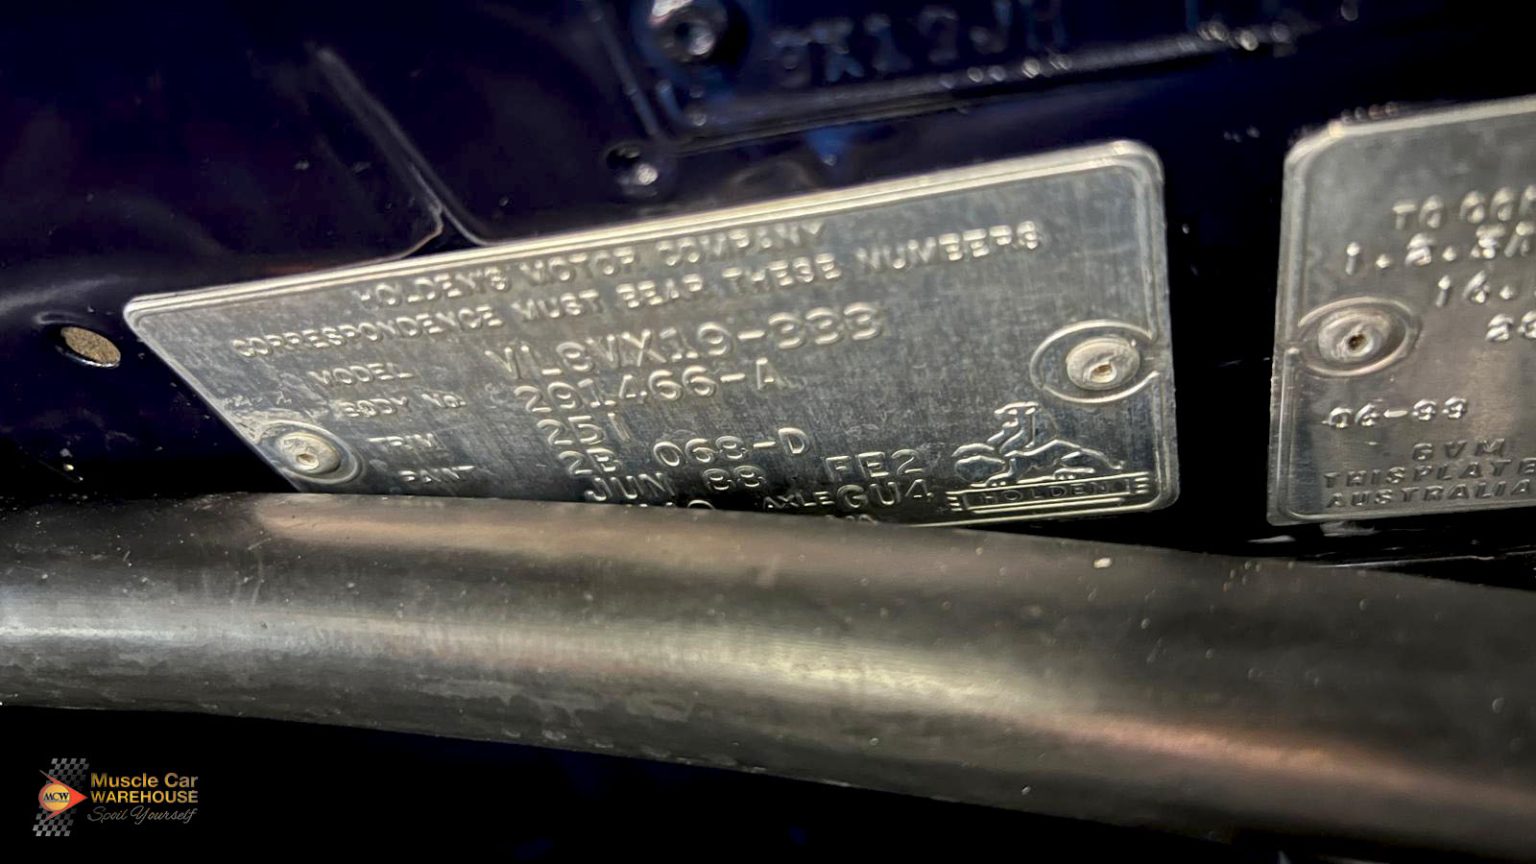 HOLDEN'S MOTOR COMPANY
CORRESPONDENCE MUST BEAR THESE NUMBERS
MODEL VL8VX19-333
BODY No. 291466-A
TRIM 251
PAINT 2B 068-D FE2
JUN 88 AXLE GU4
HOLDEN
06-88
GVM
THIS PLATE
AUSTRALIA
MCW
Muscle Car
WAREHOUSE
Spoil Yourself